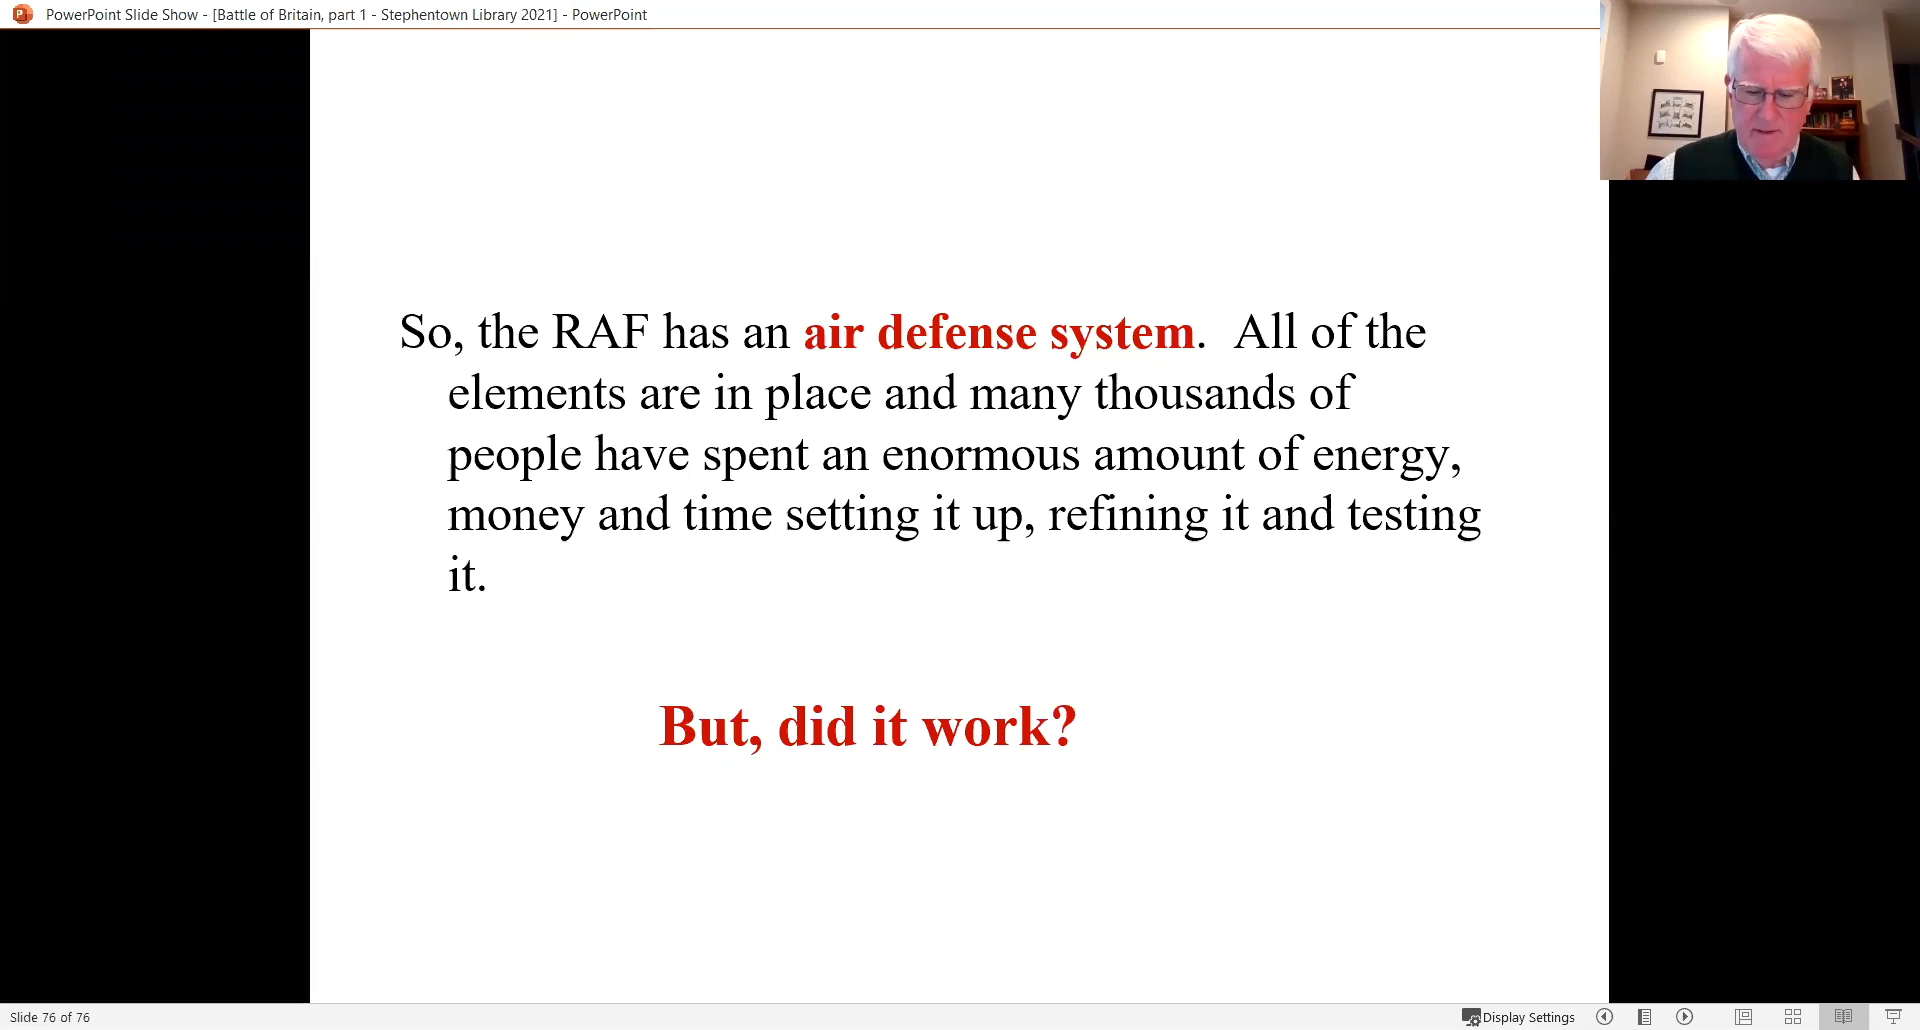 PowerPoint Slide Show - [Battle of Britain, part 1 - Stephentown Library 2021] - PowerPoint
So, the RAF has an air defense system.  All of the
elements are in place and many thousands of
people have spent an enormous amount of energy,
money and time setting it up, refining it and testing
it.
But, did it work?
Slide 76 of 76
Display Settings